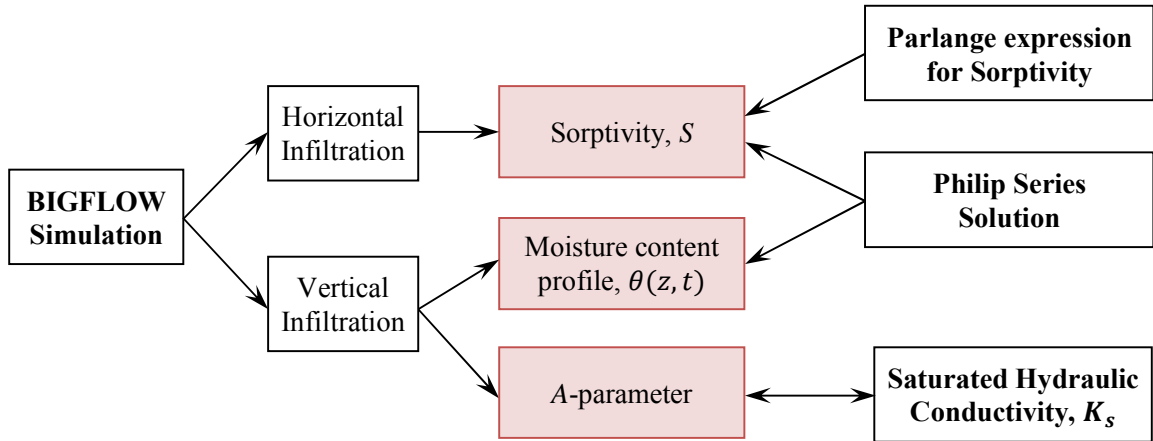 BIGFLOW
Simulation
Horizontal
Infiltration
Vertical
Infiltration
Sorptivity, S
Moisture content
profile, θ(z, t)
A-parameter
Parlange expression
for Sorptivity
Philip Series
Solution
Saturated Hydraulic
Conductivity, Kₛ